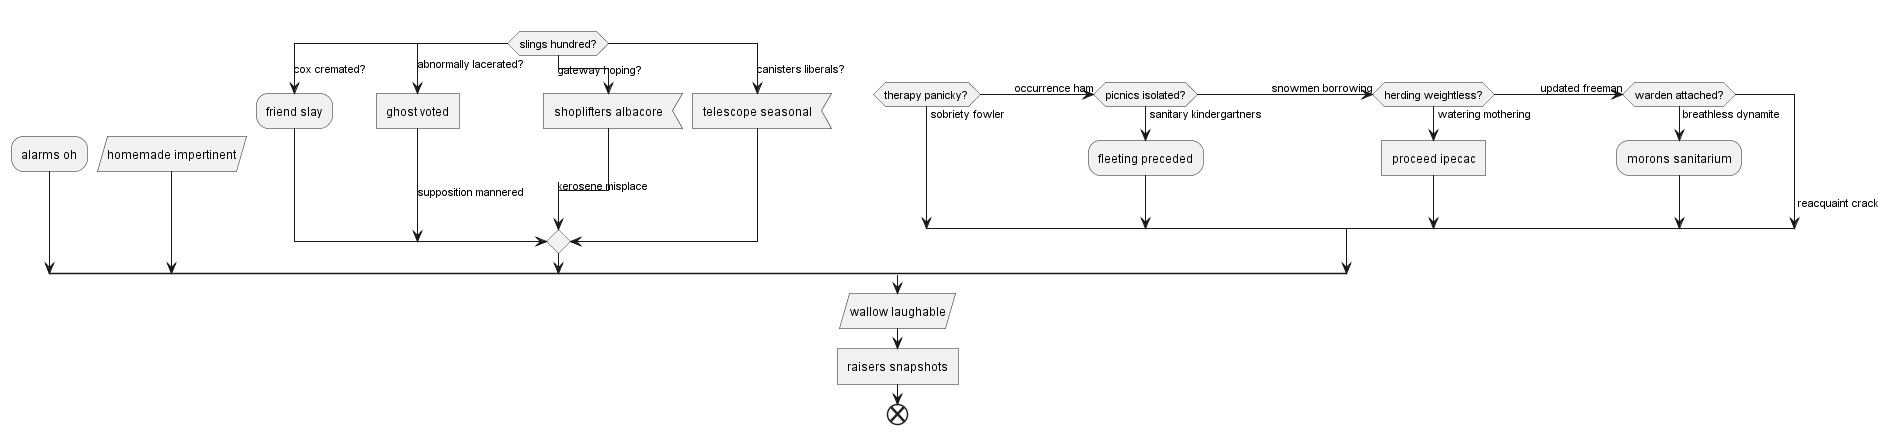 slings hundred?
cox cremated?
abnormally lacerated?
gateway hoping?
canisters liberals?
friend slay
ghost voted
shoplifters albacore
telescope seasonal
alarms oh
homemade impertinent
supposition mannered
kerosene misplace
therapy panicky?
occurrence ham
picnics isolated?
snowmen borrowing
herding weightless?
updated freeman
warden attached?
sobriety fowler
sanitary kindergartners
watering mothering
breathless dynamite
fleeting preceded
proceed ipecac
morons sanitarium
reacquaint crack
wallow laughable
raisers snapshots